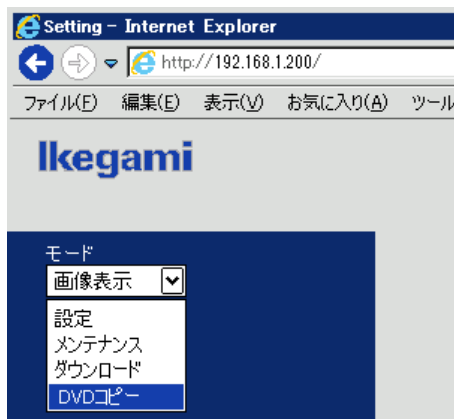 Setting - Internet Explorer
http://192.168.1.200/
ファイル(F) 編集(E) 表示(V) お気に入り(A) ツール
Ikegami
モード
画像表示
設定
メンテナンス
ダウンロード
DVDコピー